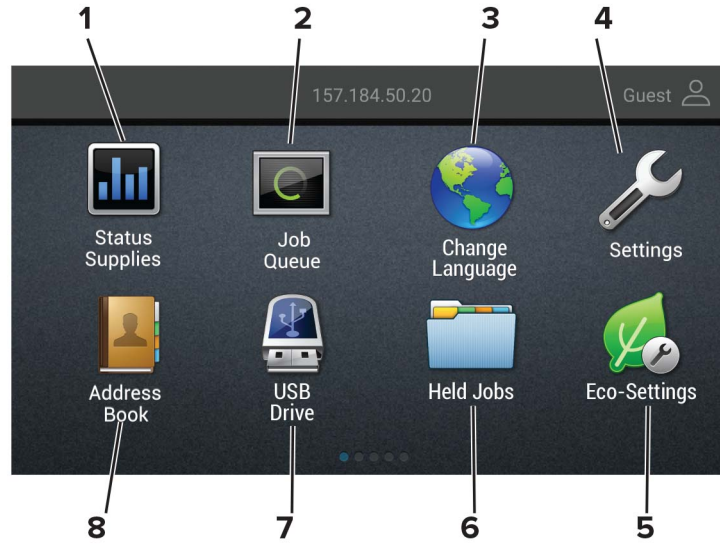 1 2 3 4
157.184.50.20 Guest
Status
Supplies
Job
Queue
Change
Language
Settings
Address
Book
USB
Drive
Held Jobs
Eco-Settings
8 7 6 5